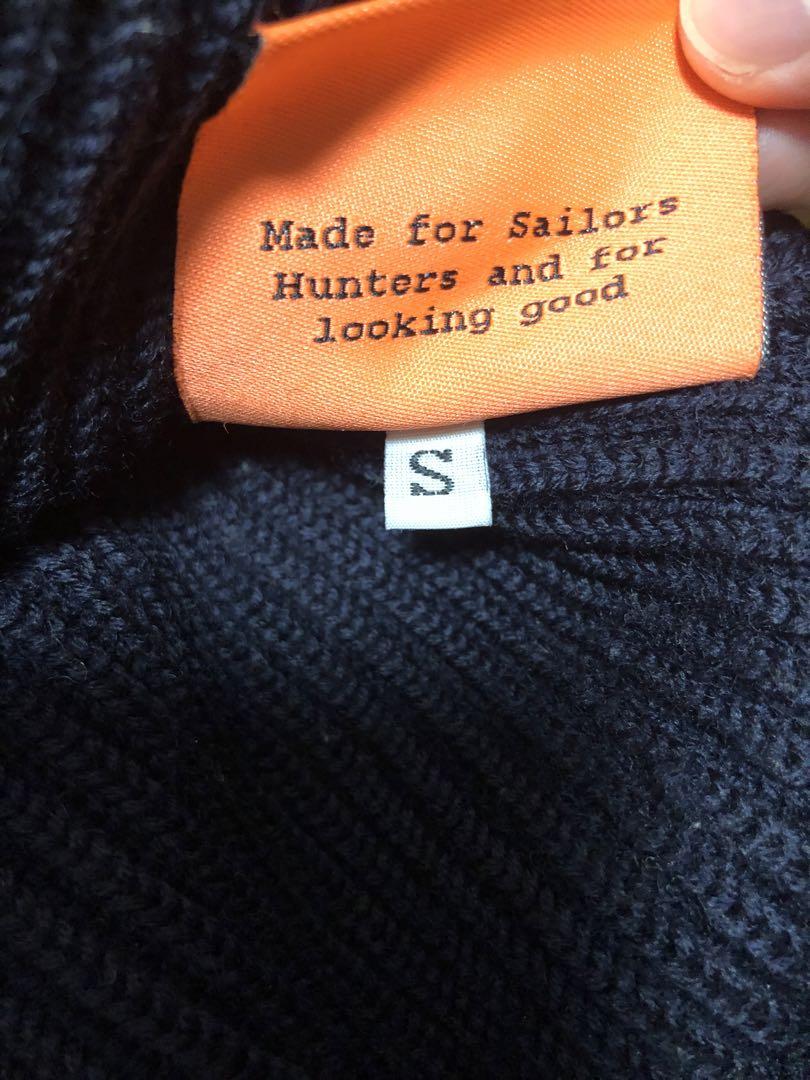 Made for Sailors
Hunters and for
looking good
S